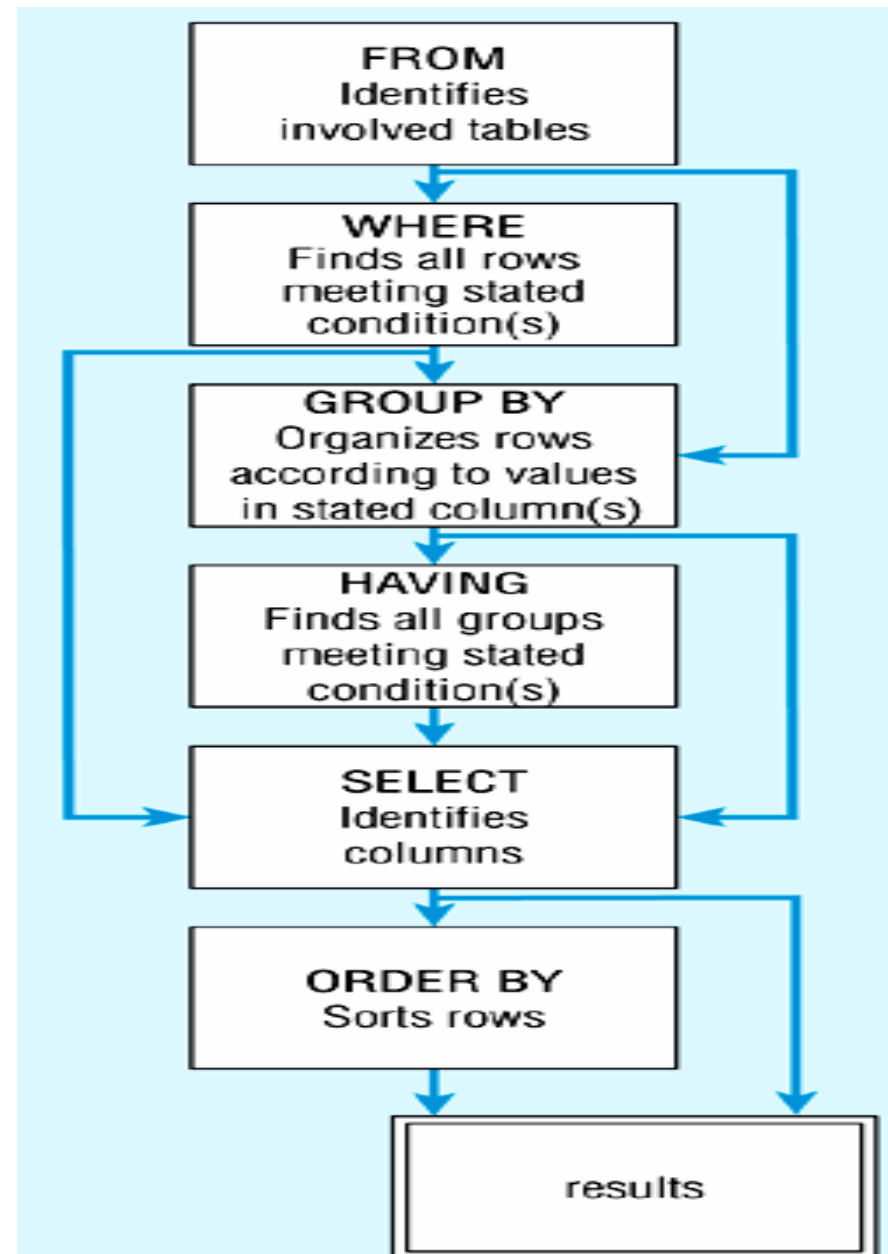 FROM
Identifies
involved tables
WHERE
Finds all rows
meeting stated
condition(s)
GROUP BY
Organizes rows
according to values
in stated column(s)
HAVING
Finds all groups
meeting stated
condition(s)
SELECT
Identifies
columns
ORDER BY
Sorts rows
results